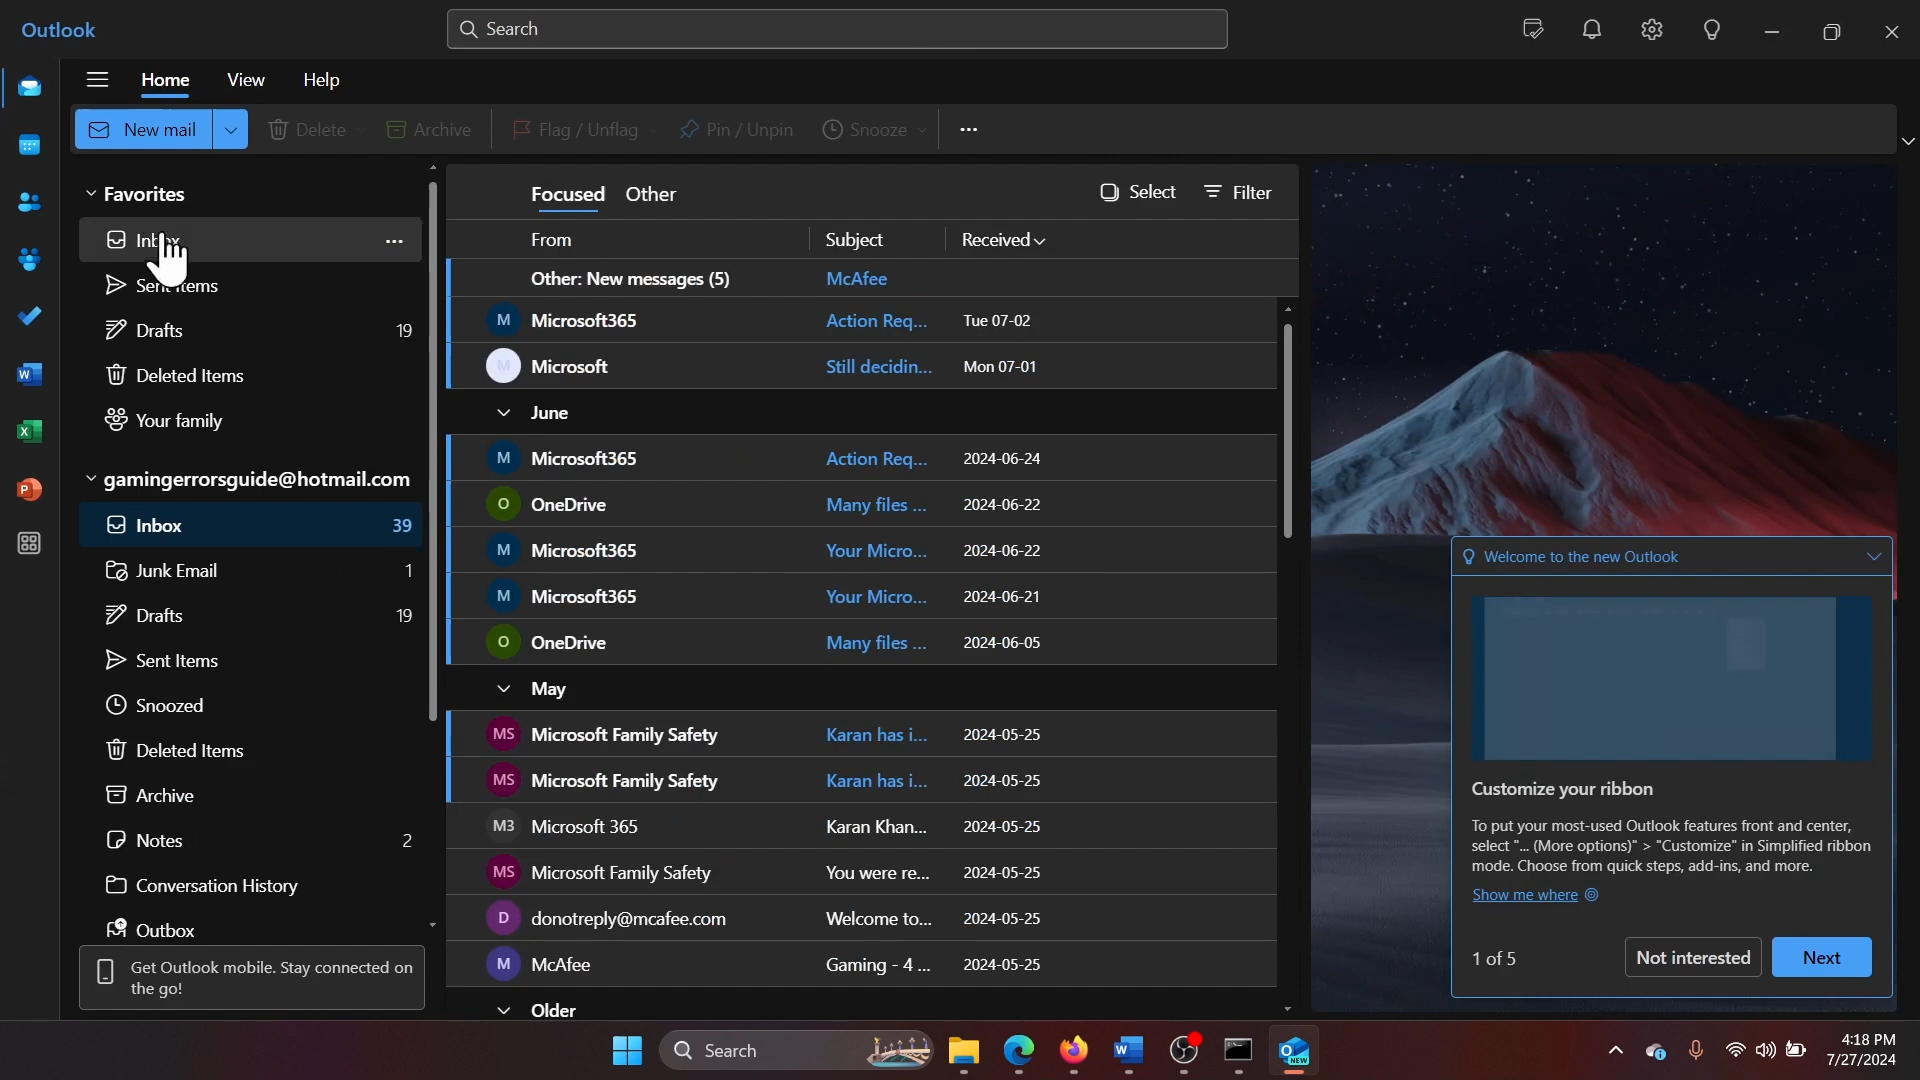 Outlook
Search
Home View Help
New mail Delete Archive Flag / Unflag Pin / Unpin Snooze ...
Favorites
Inbox ...
Sent Items
Drafts 19
Deleted Items
Your family
gamingerrorsguide@hotmail.com
Inbox 39
Junk Email 1
Drafts 19
Sent Items
Snoozed
Deleted Items
Archive
Notes 2
Conversation History
Outbox
Get Outlook mobile. Stay connected on
the go!
Focused Other Select Filter
From Subject Received
Other: New messages (5) McAfee
M Microsoft365 Action Req... Tue 07-02
M Microsoft Still decidin... Mon 07-01
June
M Microsoft365 Action Req... 2024-06-24
O OneDrive Many files ... 2024-06-22
M Microsoft365 Your Micro... 2024-06-22
M Microsoft365 Your Micro... 2024-06-21
O OneDrive Many files ... 2024-06-05
May
MS Microsoft Family Safety Karan has i... 2024-05-25
MS Microsoft Family Safety Karan has i... 2024-05-25
M3 Microsoft 365 Karan Khan... 2024-05-25
MS Microsoft Family Safety You were re... 2024-05-25
D donotreply@mcafee.com Welcome to... 2024-05-25
M McAfee Gaming - 4 ... 2024-05-25
Older
Welcome to the new Outlook
Customize your ribbon
To put your most-used Outlook features front and center,
select "... (More options)" > "Customize" in Simplified ribbon
mode. Choose from quick steps, add-ins, and more.
Show me where
1 of 5 Not interested Next
Search
4:18 PM
7/27/2024